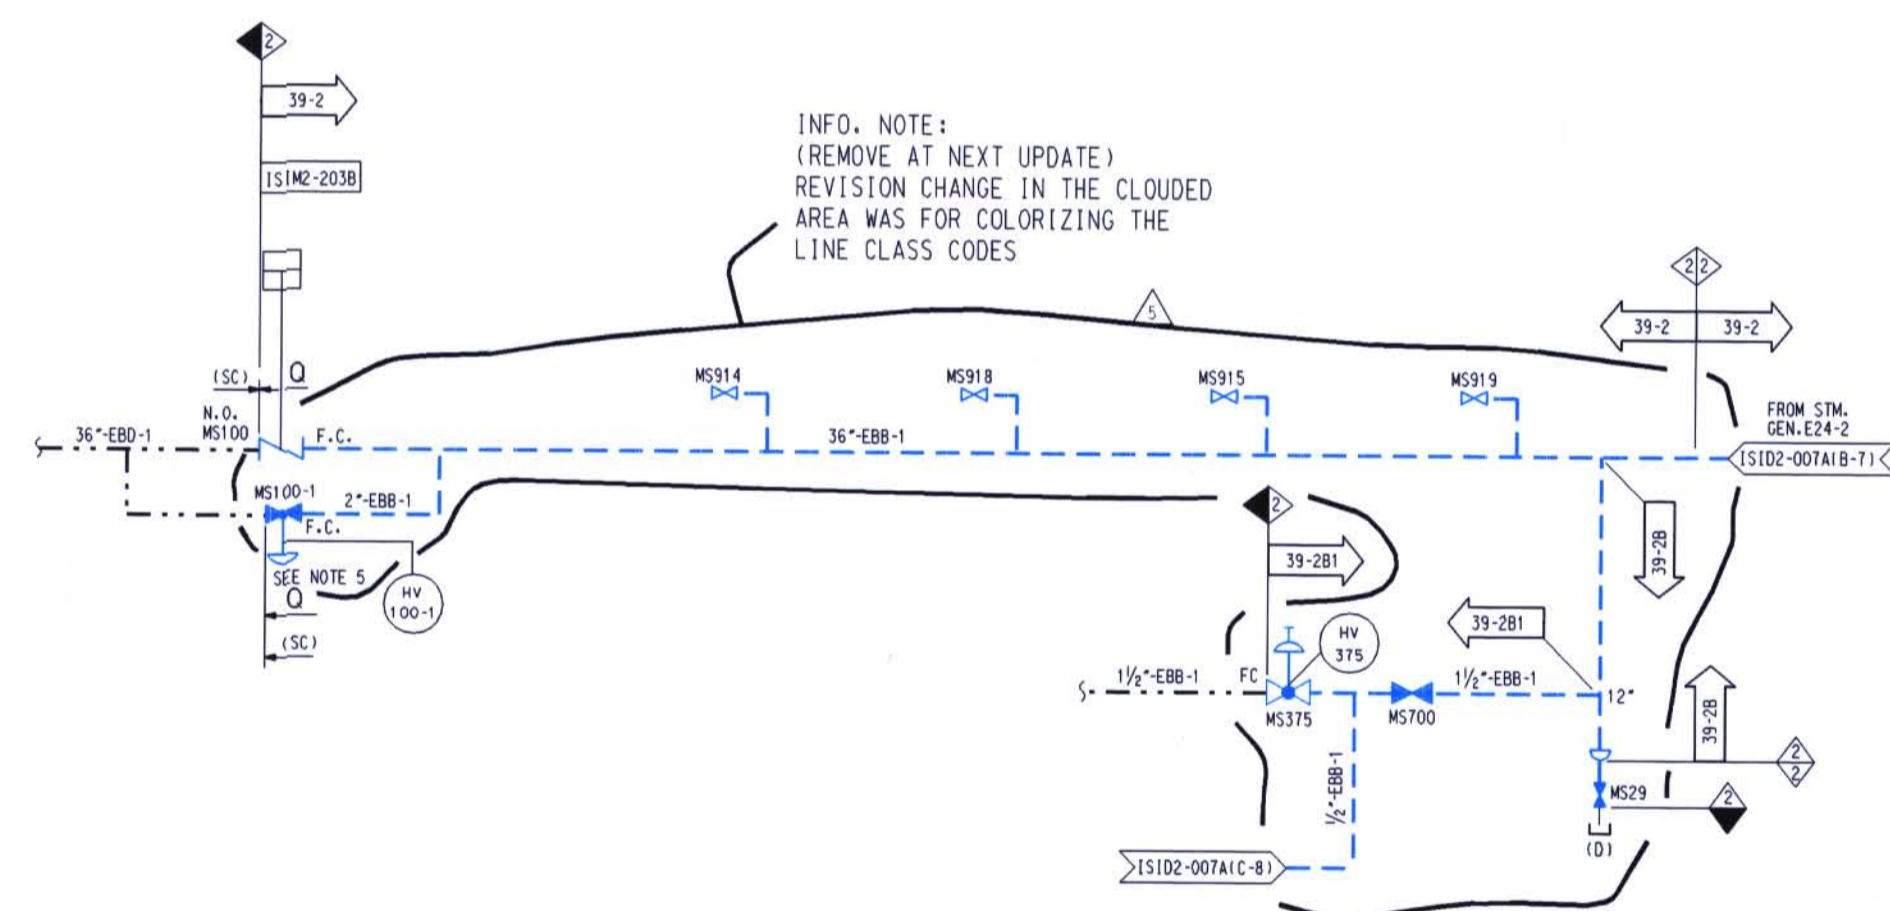 2
39-2
ISIM2-203B
INFO. NOTE:
(REMOVE AT NEXT UPDATE)
REVISION CHANGE IN THE CLOUDED
AREA WAS FOR COLORIZING THE
LINE CLASS CODES
5
2 2
39-2 39-2
(SC) Q
N.O.
MS100
F.C.
36"-EBD-1
MS914
MS918
MS915
MS919
36"-EBB-1
FROM STM.
GEN.E24-2
ISID2-007A(B-7)
MS100-1
2"-EBB-1
F.C.
SEE NOTE 5
HV
100-1
Q
(SC)
2
39-2B1
39-2B
39-2B1
HV
375
1½"-EBB-1
FC
MS375
MS700
1½"-EBB-1
12"
39-2B
2
2
½"-EBB-1
MS29
2
(D)
ISID2-007A(C-8)